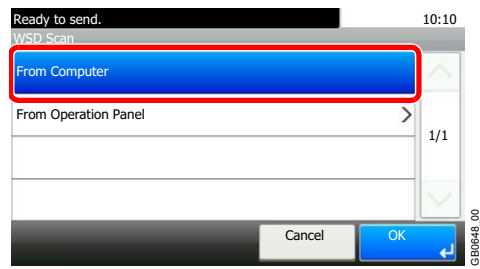 Ready to send. 10:10
WSD Scan
From Computer
From Operation Panel
1/1
Cancel OK
GB0648_00